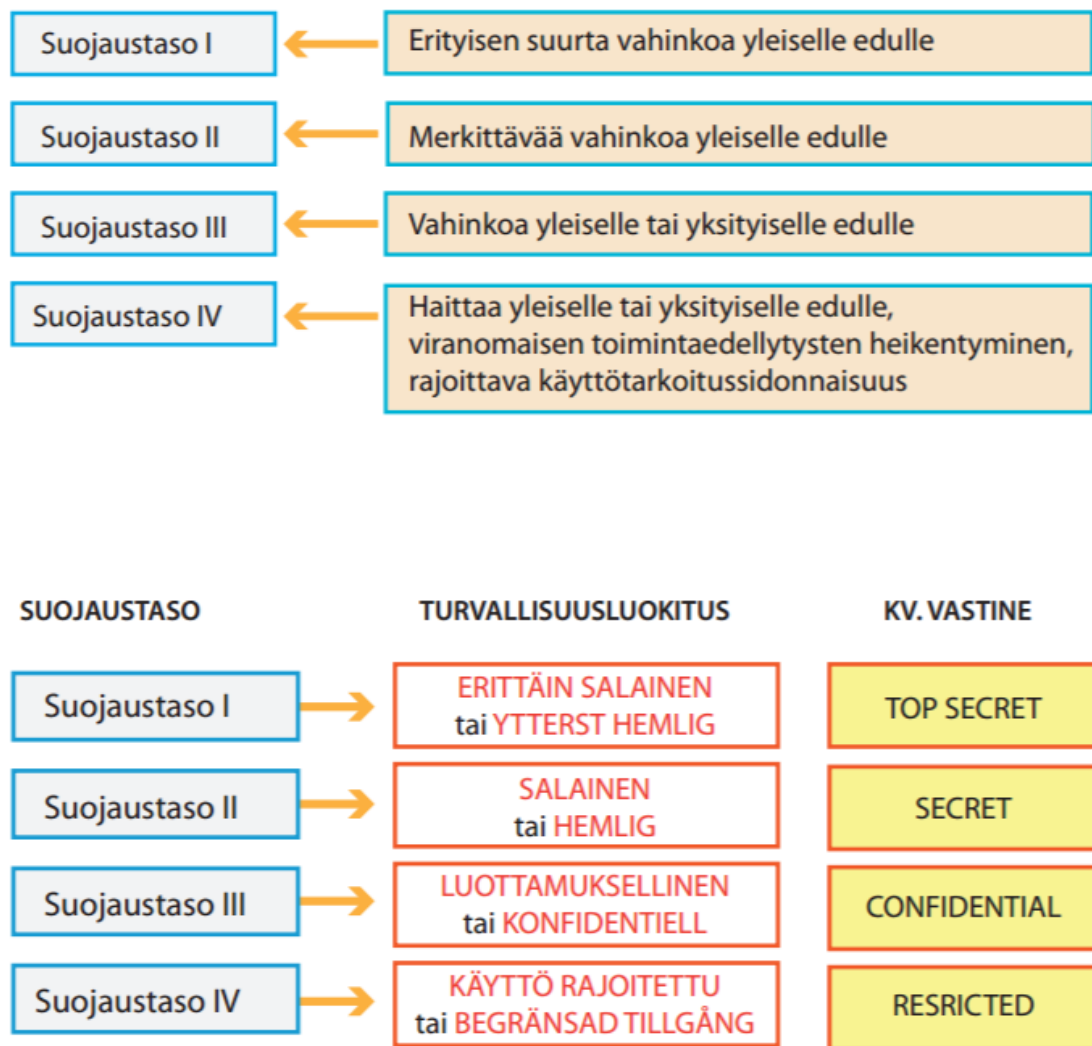 Suojaustaso I
Erityisen suurta vahinkoa yleiselle edulle
Suojaustaso II
Merkittävää vahinkoa yleiselle edulle
Suojaustaso III
Vahinkoa yleiselle tai yksityiselle edulle
Suojaustaso IV
Haittaa yleiselle tai yksityiselle edulle,
viranomaisen toimintaedellytysten heikentyminen,
rajoittava käyttötarkoitussidonnaisuus
SUOJAUSTASO
TURVALLISUUSLUOKITUS
KV. VASTINE
Suojaustaso I
ERITTÄIN SALAINEN
tai YTTERST HEMLIG
TOP SECRET
Suojaustaso II
SALAINEN
tai HEMLIG
SECRET
Suojaustaso III
LUOTTAMUKSELLINEN
tai KONFIDENTIELL
CONFIDENTIAL
Suojaustaso IV
KÄYTTÖ RAJOITETTU
tai BEGRÄNSAD TILLGÅNG
RESRICTED